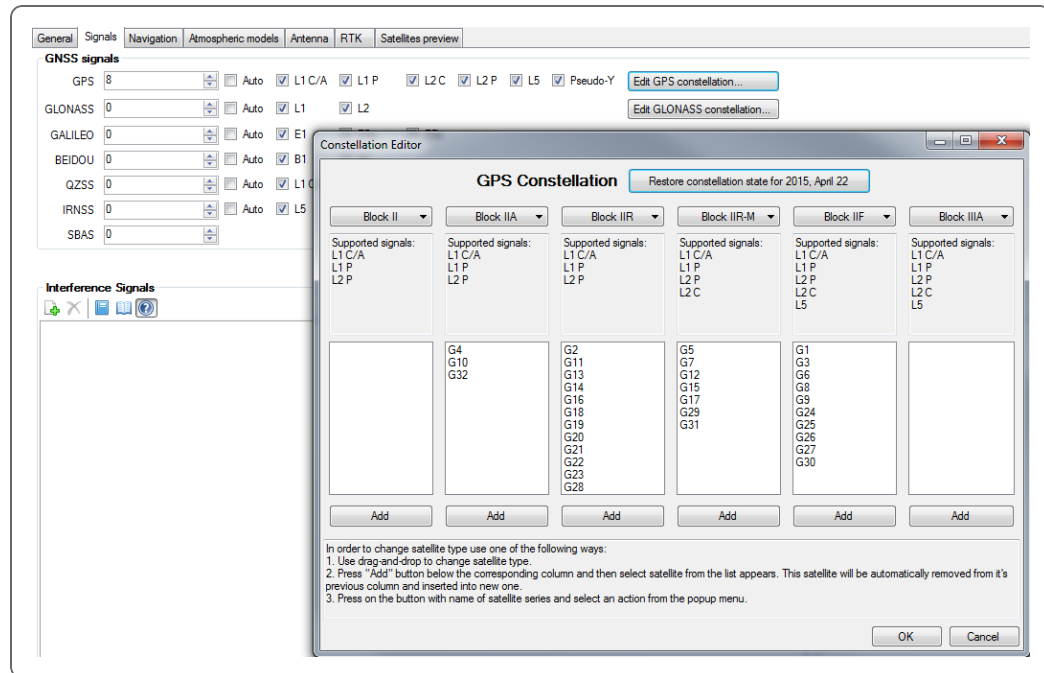 General Signals Navigation Atmospheric models Antenna RTK Satellites preview
GNSS signals
GPS 8 Auto L1 C/A L1 P L2 C L2 P L5 Pseudo-Y Edit GPS constellation...
GLONASS 0 Auto L1 L2 Edit GLONASS constellation...
GALILEO 0 Auto E1
BEIDOU 0 Auto B1
QZSS 0 Auto L1
IRNSS 0 Auto L5
SBAS 0
Interference Signals
Constellation Editor
GPS Constellation Restore constellation state for 2015, April 22
Block II Block IIA Block IIR Block IIR-M Block IIF Block IIIA
Supported signals: Supported signals: Supported signals: Supported signals: Supported signals: Supported signals:
L1 C/A L1 C/A L1 C/A L1 C/A L1 C/A L1 C/A
L1 P L1 P L1 P L1 P L1 P L1 P
L2 P L2 P L2 P L2 P L2 P L2 P
L2 C L2 C L2 C
L5 L5
G4 G2 G5 G1
G10 G11 G7 G3
G32 G13 G12 G6
G14 G15 G8
G16 G17 G9
G18 G29 G24
G19 G31 G25
G20 G26
G21 G27
G22 G30
G23
G28
Add Add Add Add Add Add
In order to change satellite type use one of the following ways:
1. Use drag-and-drop to change satellite type.
2. Press "Add" button below the corresponding column and then select satellite from the list appears. This satellite will be automatically removed from it's
previous column and inserted into new one.
3. Press on the button with name of satellite series and select an action from the popup menu.
OK Cancel